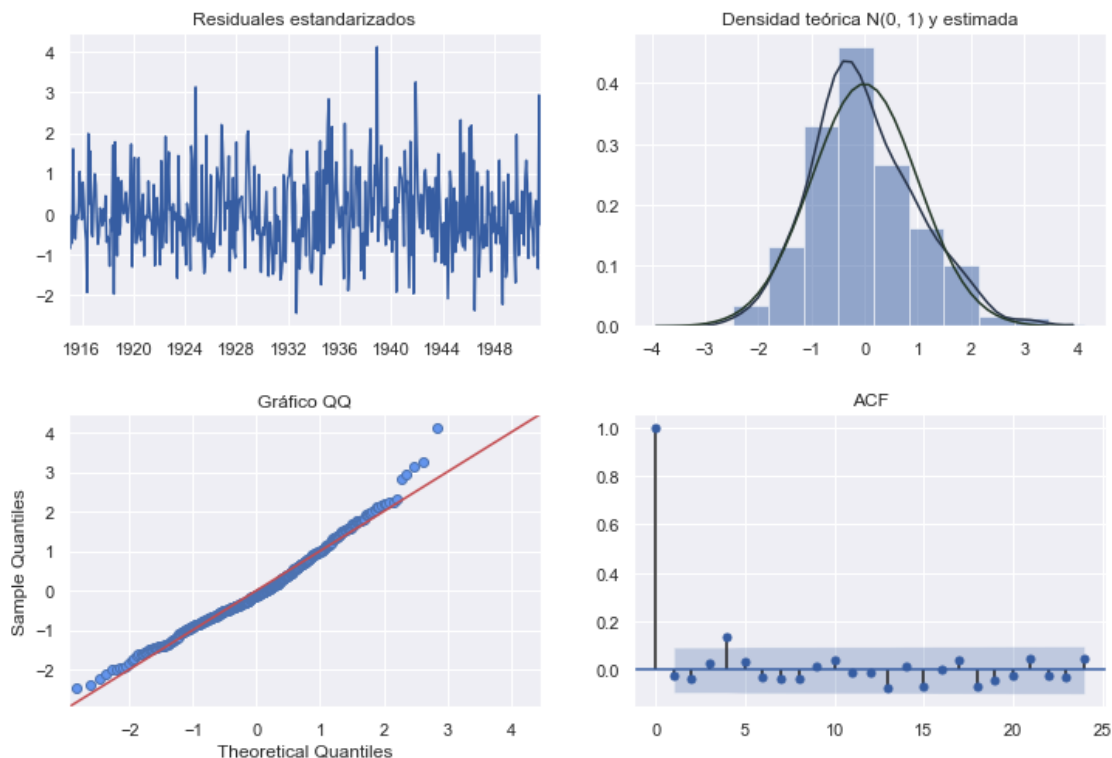 Residuales estandarizados
4
3
2
1
0
−1
−2
1916 1920 1924 1928 1932 1936 1940 1944 1948
Densidad teórica N(0, 1) y estimada
0.4
0.3
0.2
0.1
0.0
−4 −3 −2 −1 0 1 2 3 4
Gráfico QQ
Sample Quantiles
4
3
2
1
0
−1
−2
−2 −1 0 1 2 3 4
Theoretical Quantiles
ACF
1.0
0.8
0.6
0.4
0.2
0.0
0 5 10 15 20 25